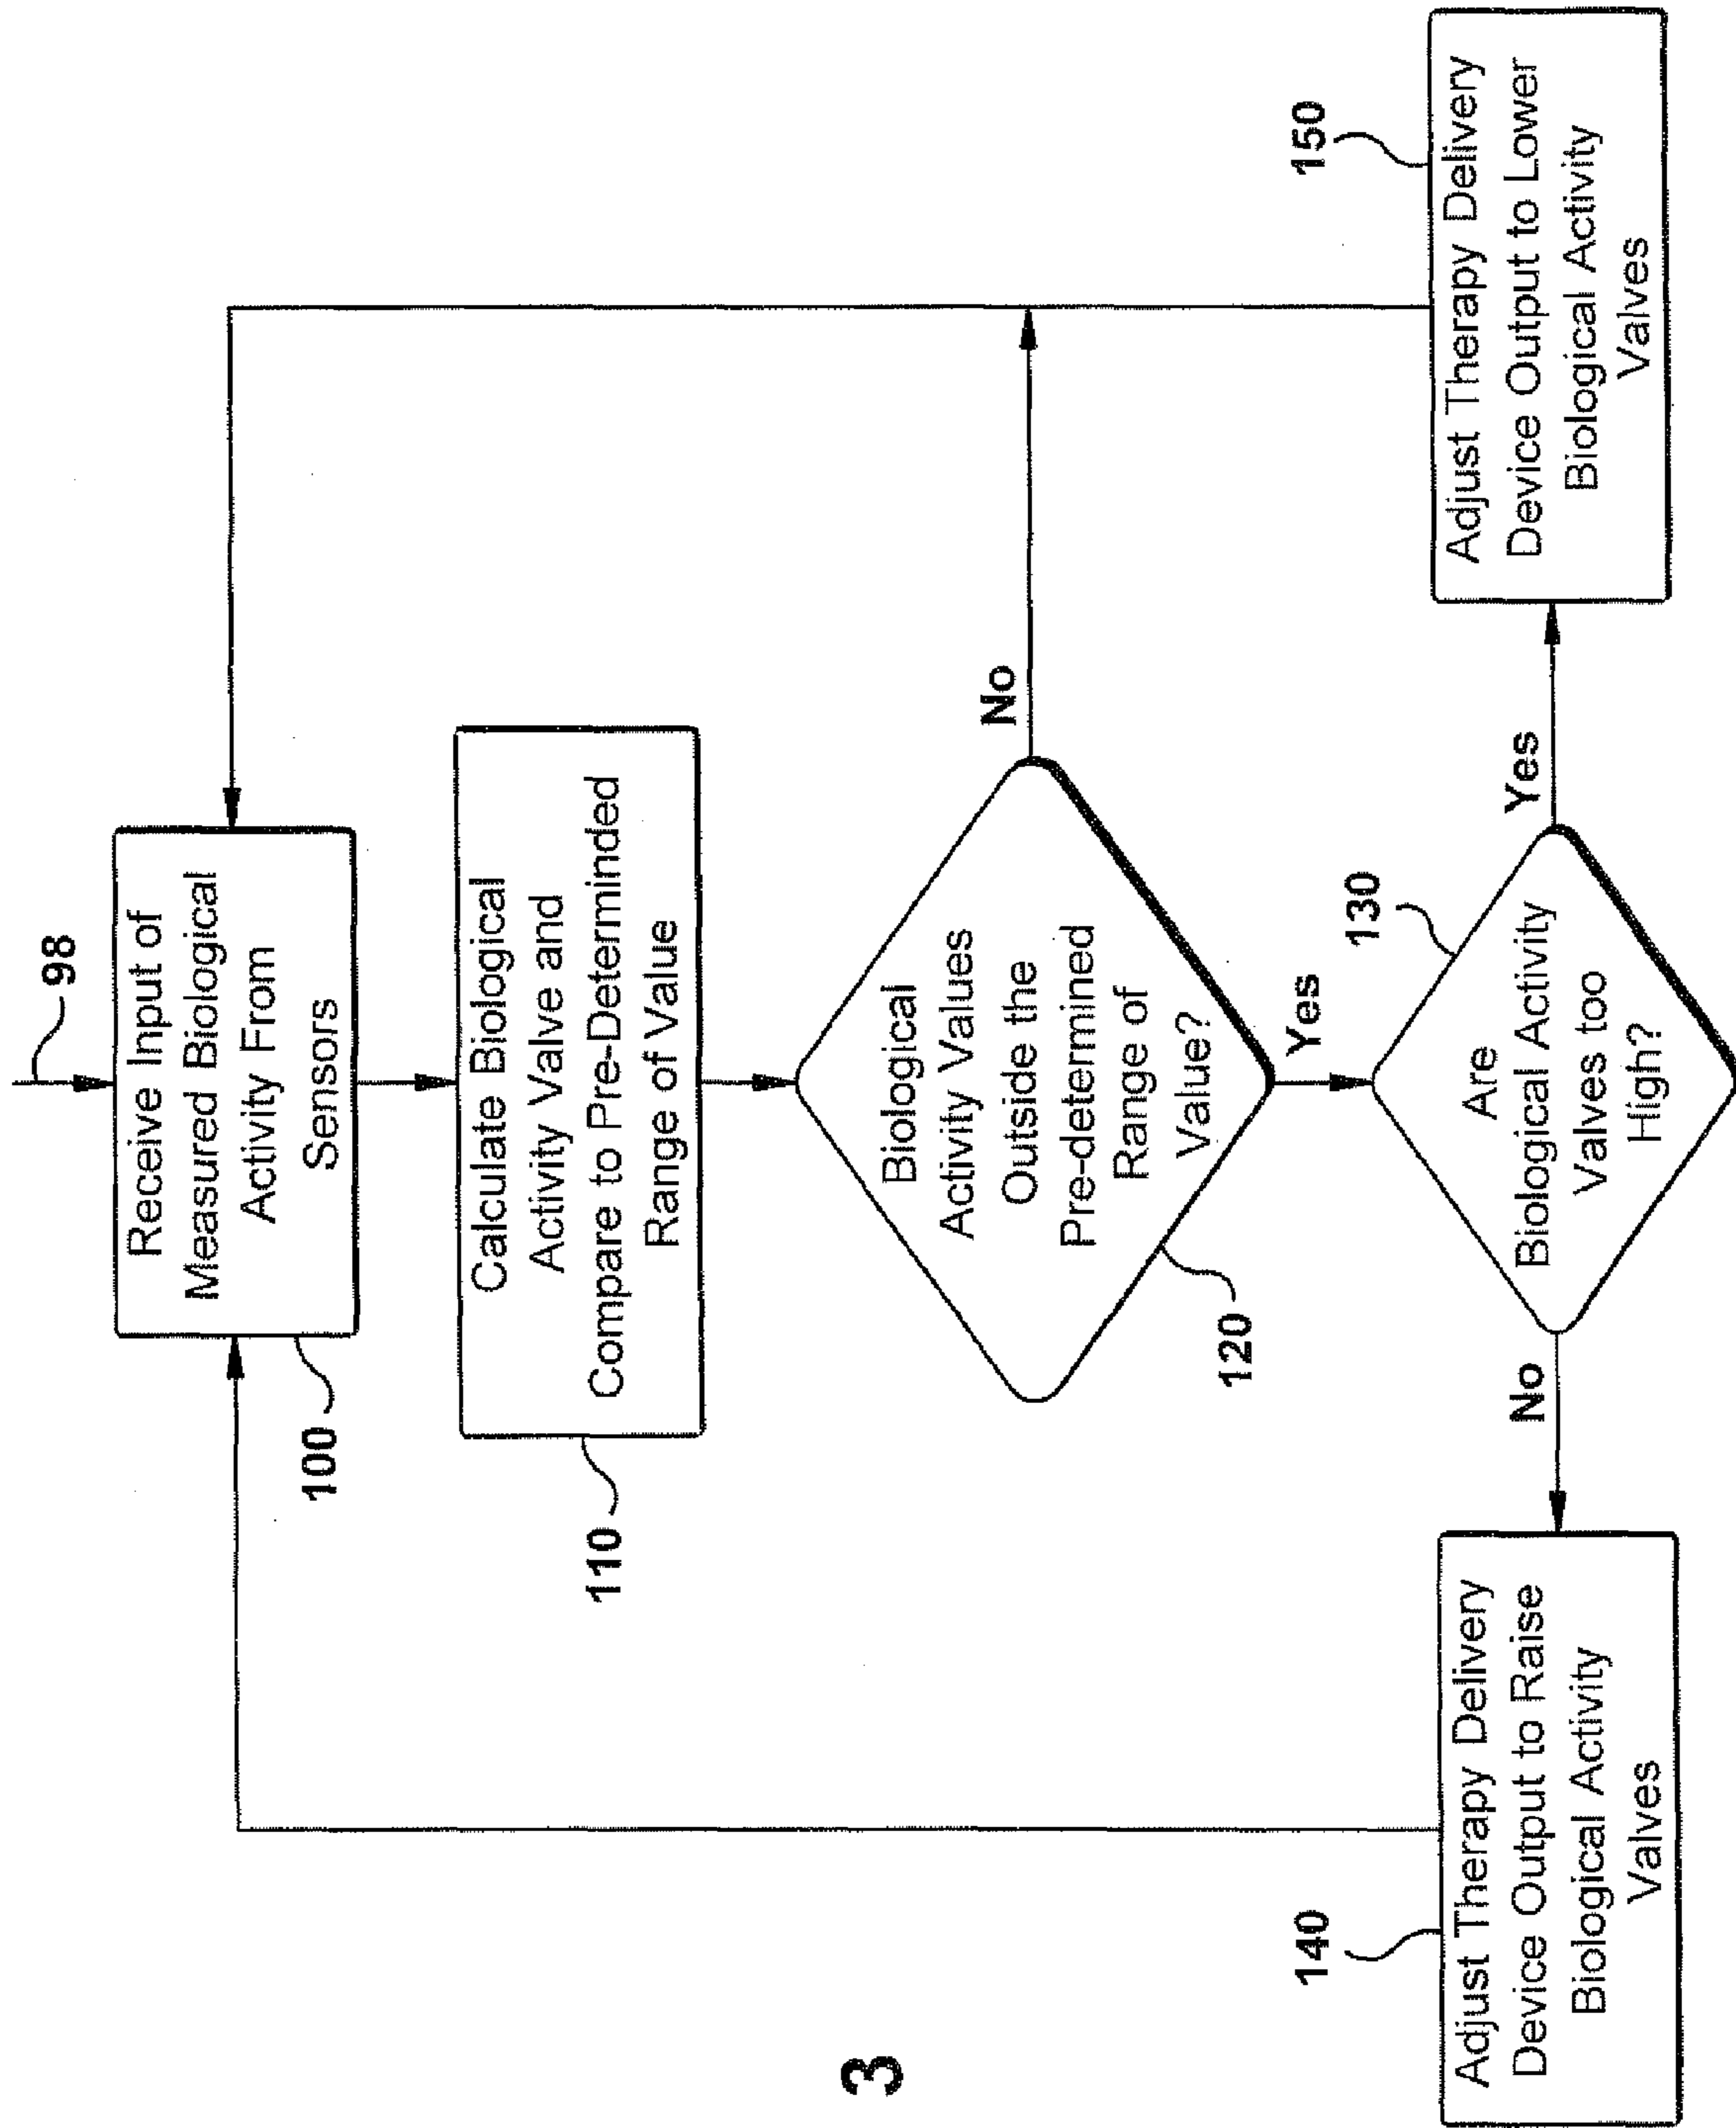 98
Receive Input of
Measured Biological
Activity From
Sensors
100
Calculate Biological
Activity Valve and
Compare to Pre-Determinded
Range of Value
110
Biological
Activity Values
Outside the
Pre-determined
Range of
Value?
120
No
Yes
Are
Biological Activity
Valves too
High?
130
No
Yes
140
Adjust Therapy Delivery
Device Output to Raise
Biological Activity
Valves
150
Adjust Therapy Delivery
Device Output to Lower
Biological Activity
Valves
3